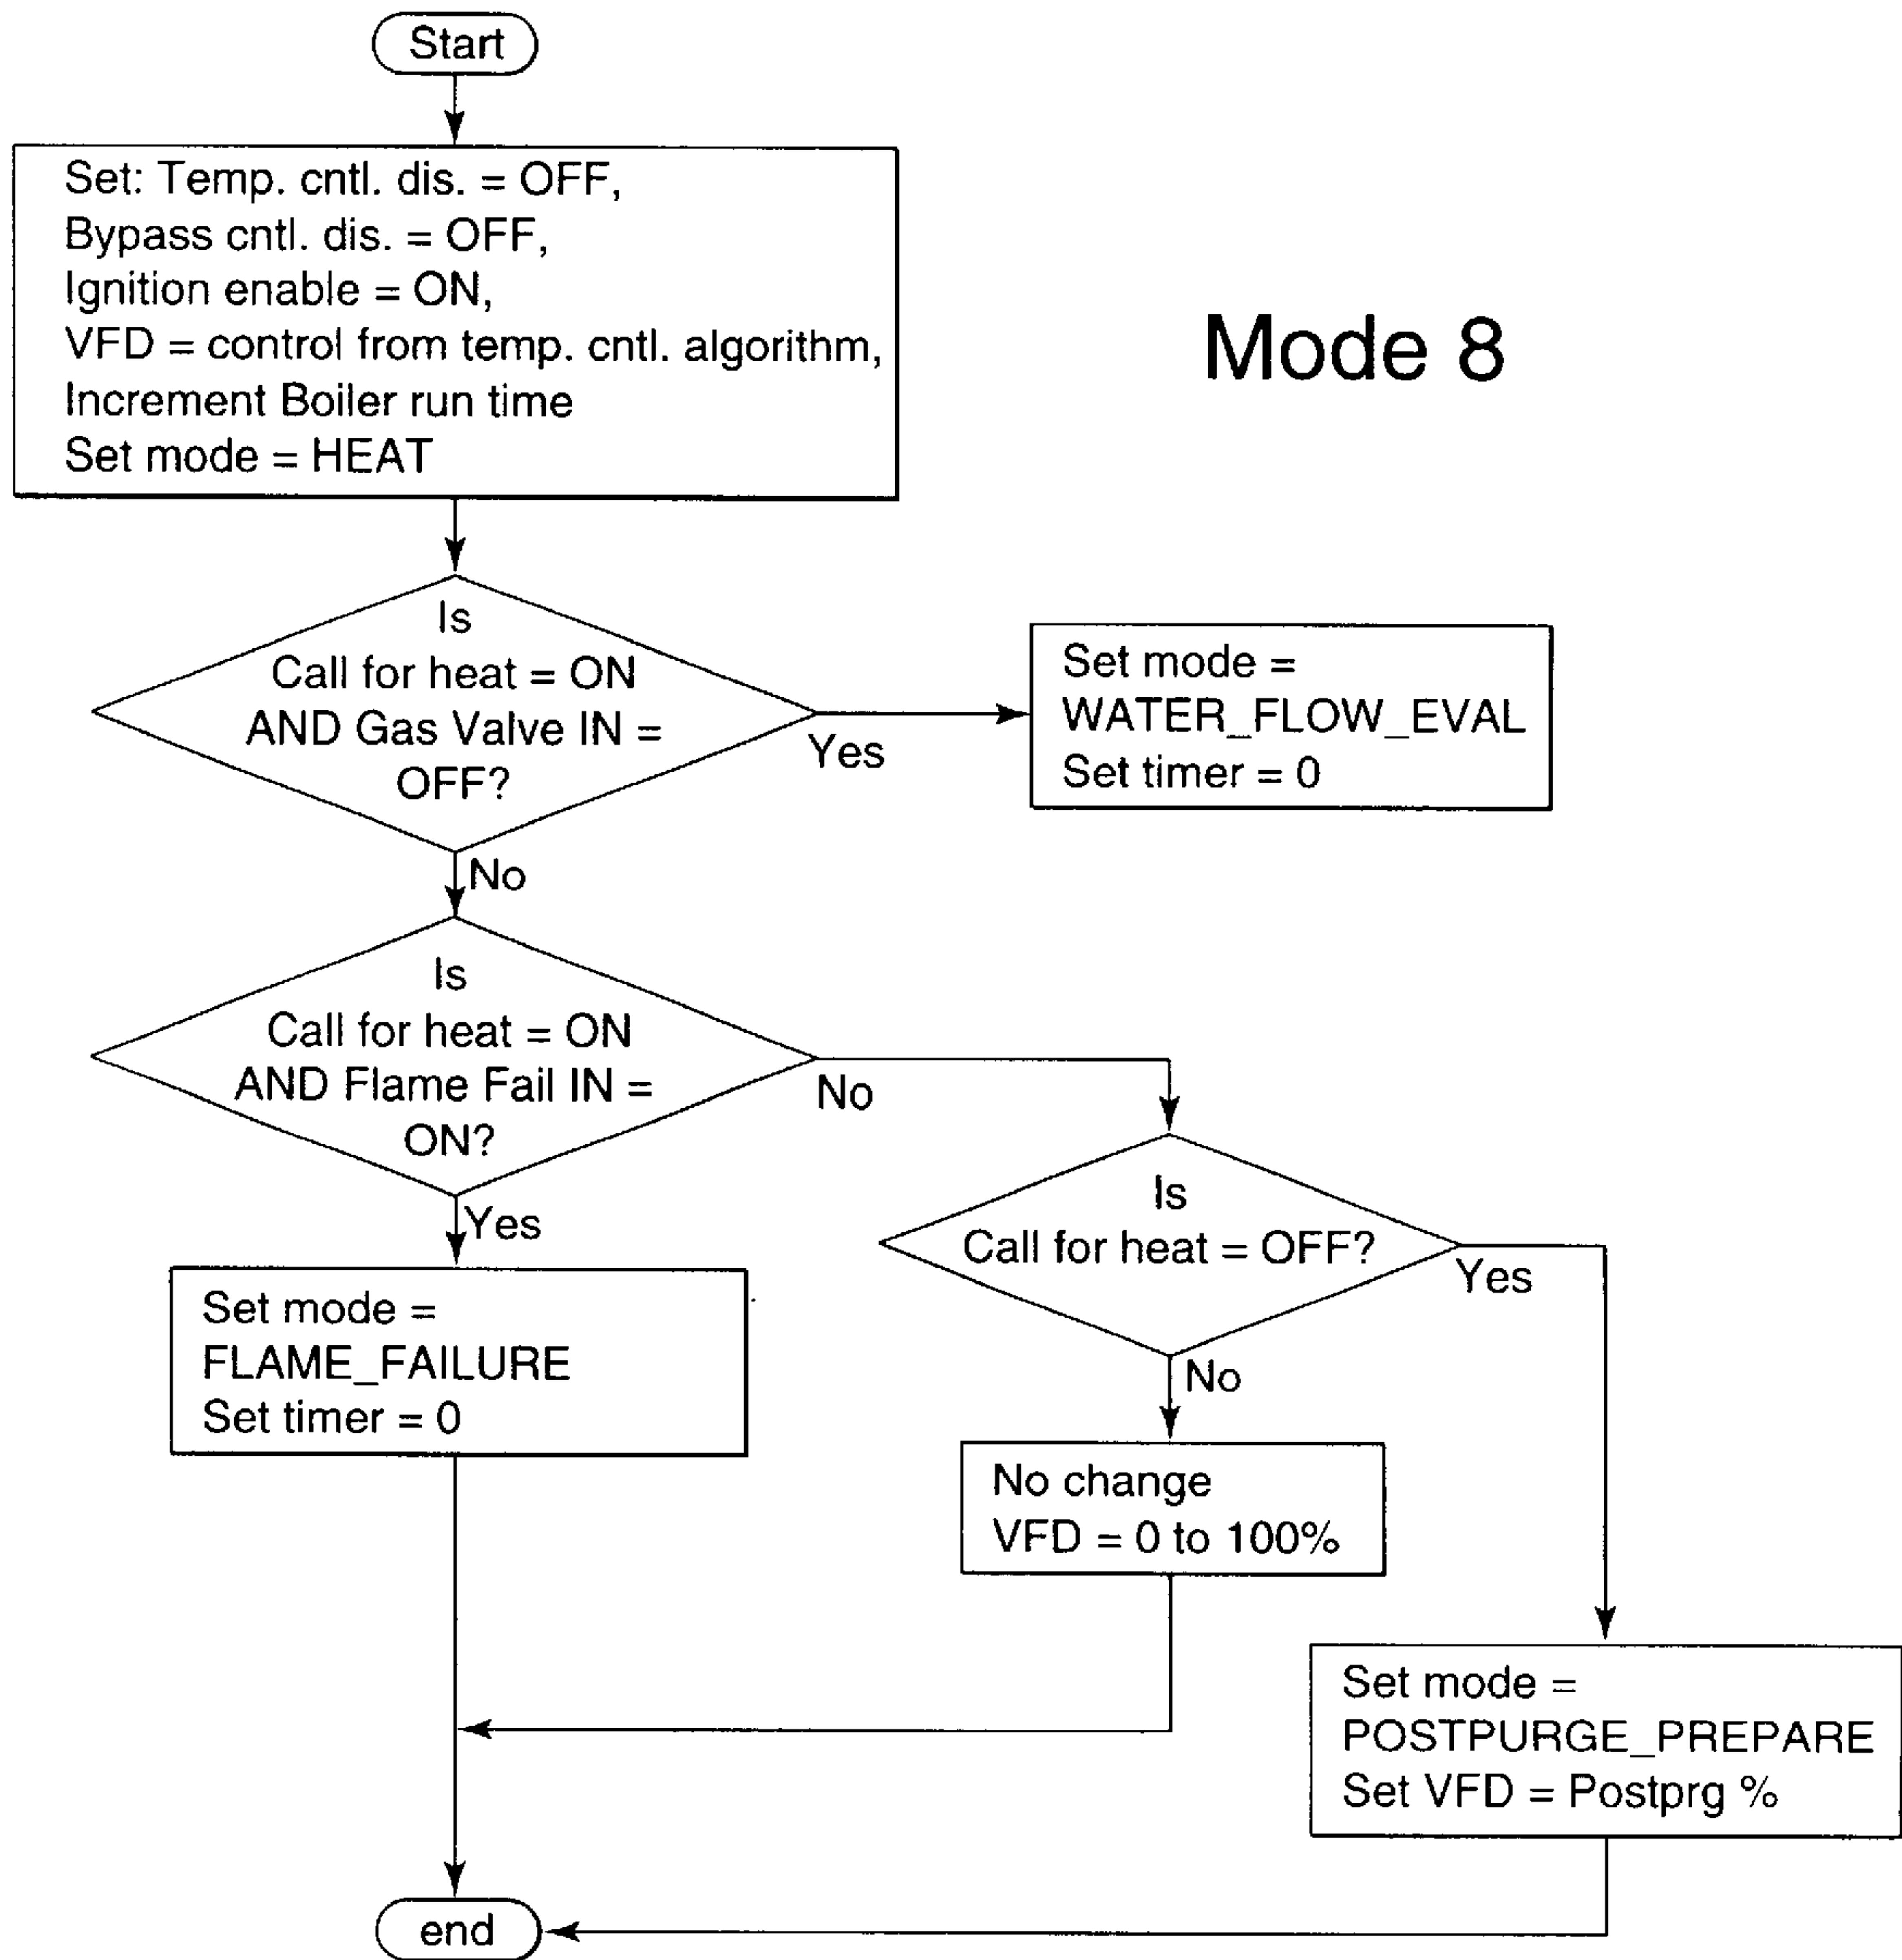 Start
Set: Temp. cntl. dis. = OFF,
Bypass cntl. dis. = OFF,
Ignition enable = ON,
VFD = control from temp. cntl. algorithm,
Increment Boiler run time
Set mode = HEAT
Mode 8
Is
Call for heat = ON
AND Gas Valve IN =
OFF?
Yes
Set mode =
WATER_FLOW_EVAL
Set timer = 0
No
Is
Call for heat = ON
AND Flame Fail IN =
ON?
No
Yes
Is
Call for heat = OFF?
Yes
Set mode =
FLAME_FAILURE
Set timer = 0
No
No change
VFD = 0 to 100%
Set mode =
POSTPURGE_PREPARE
Set VFD = Postprg %
end